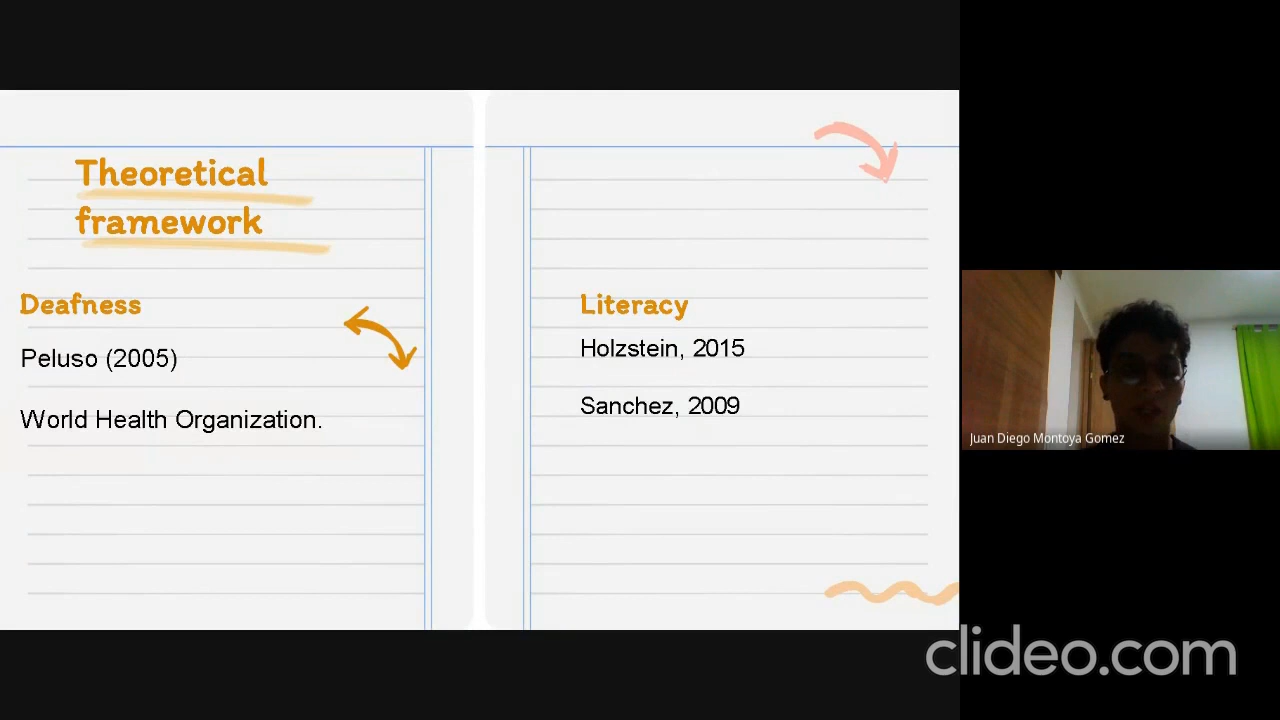 Theoretical
framework
Deafness
Peluso (2005)
World Health Organization.
Literacy
Holzstein, 2015
Sanchez, 2009
Juan Diego Montoya Gomez
clideo.com